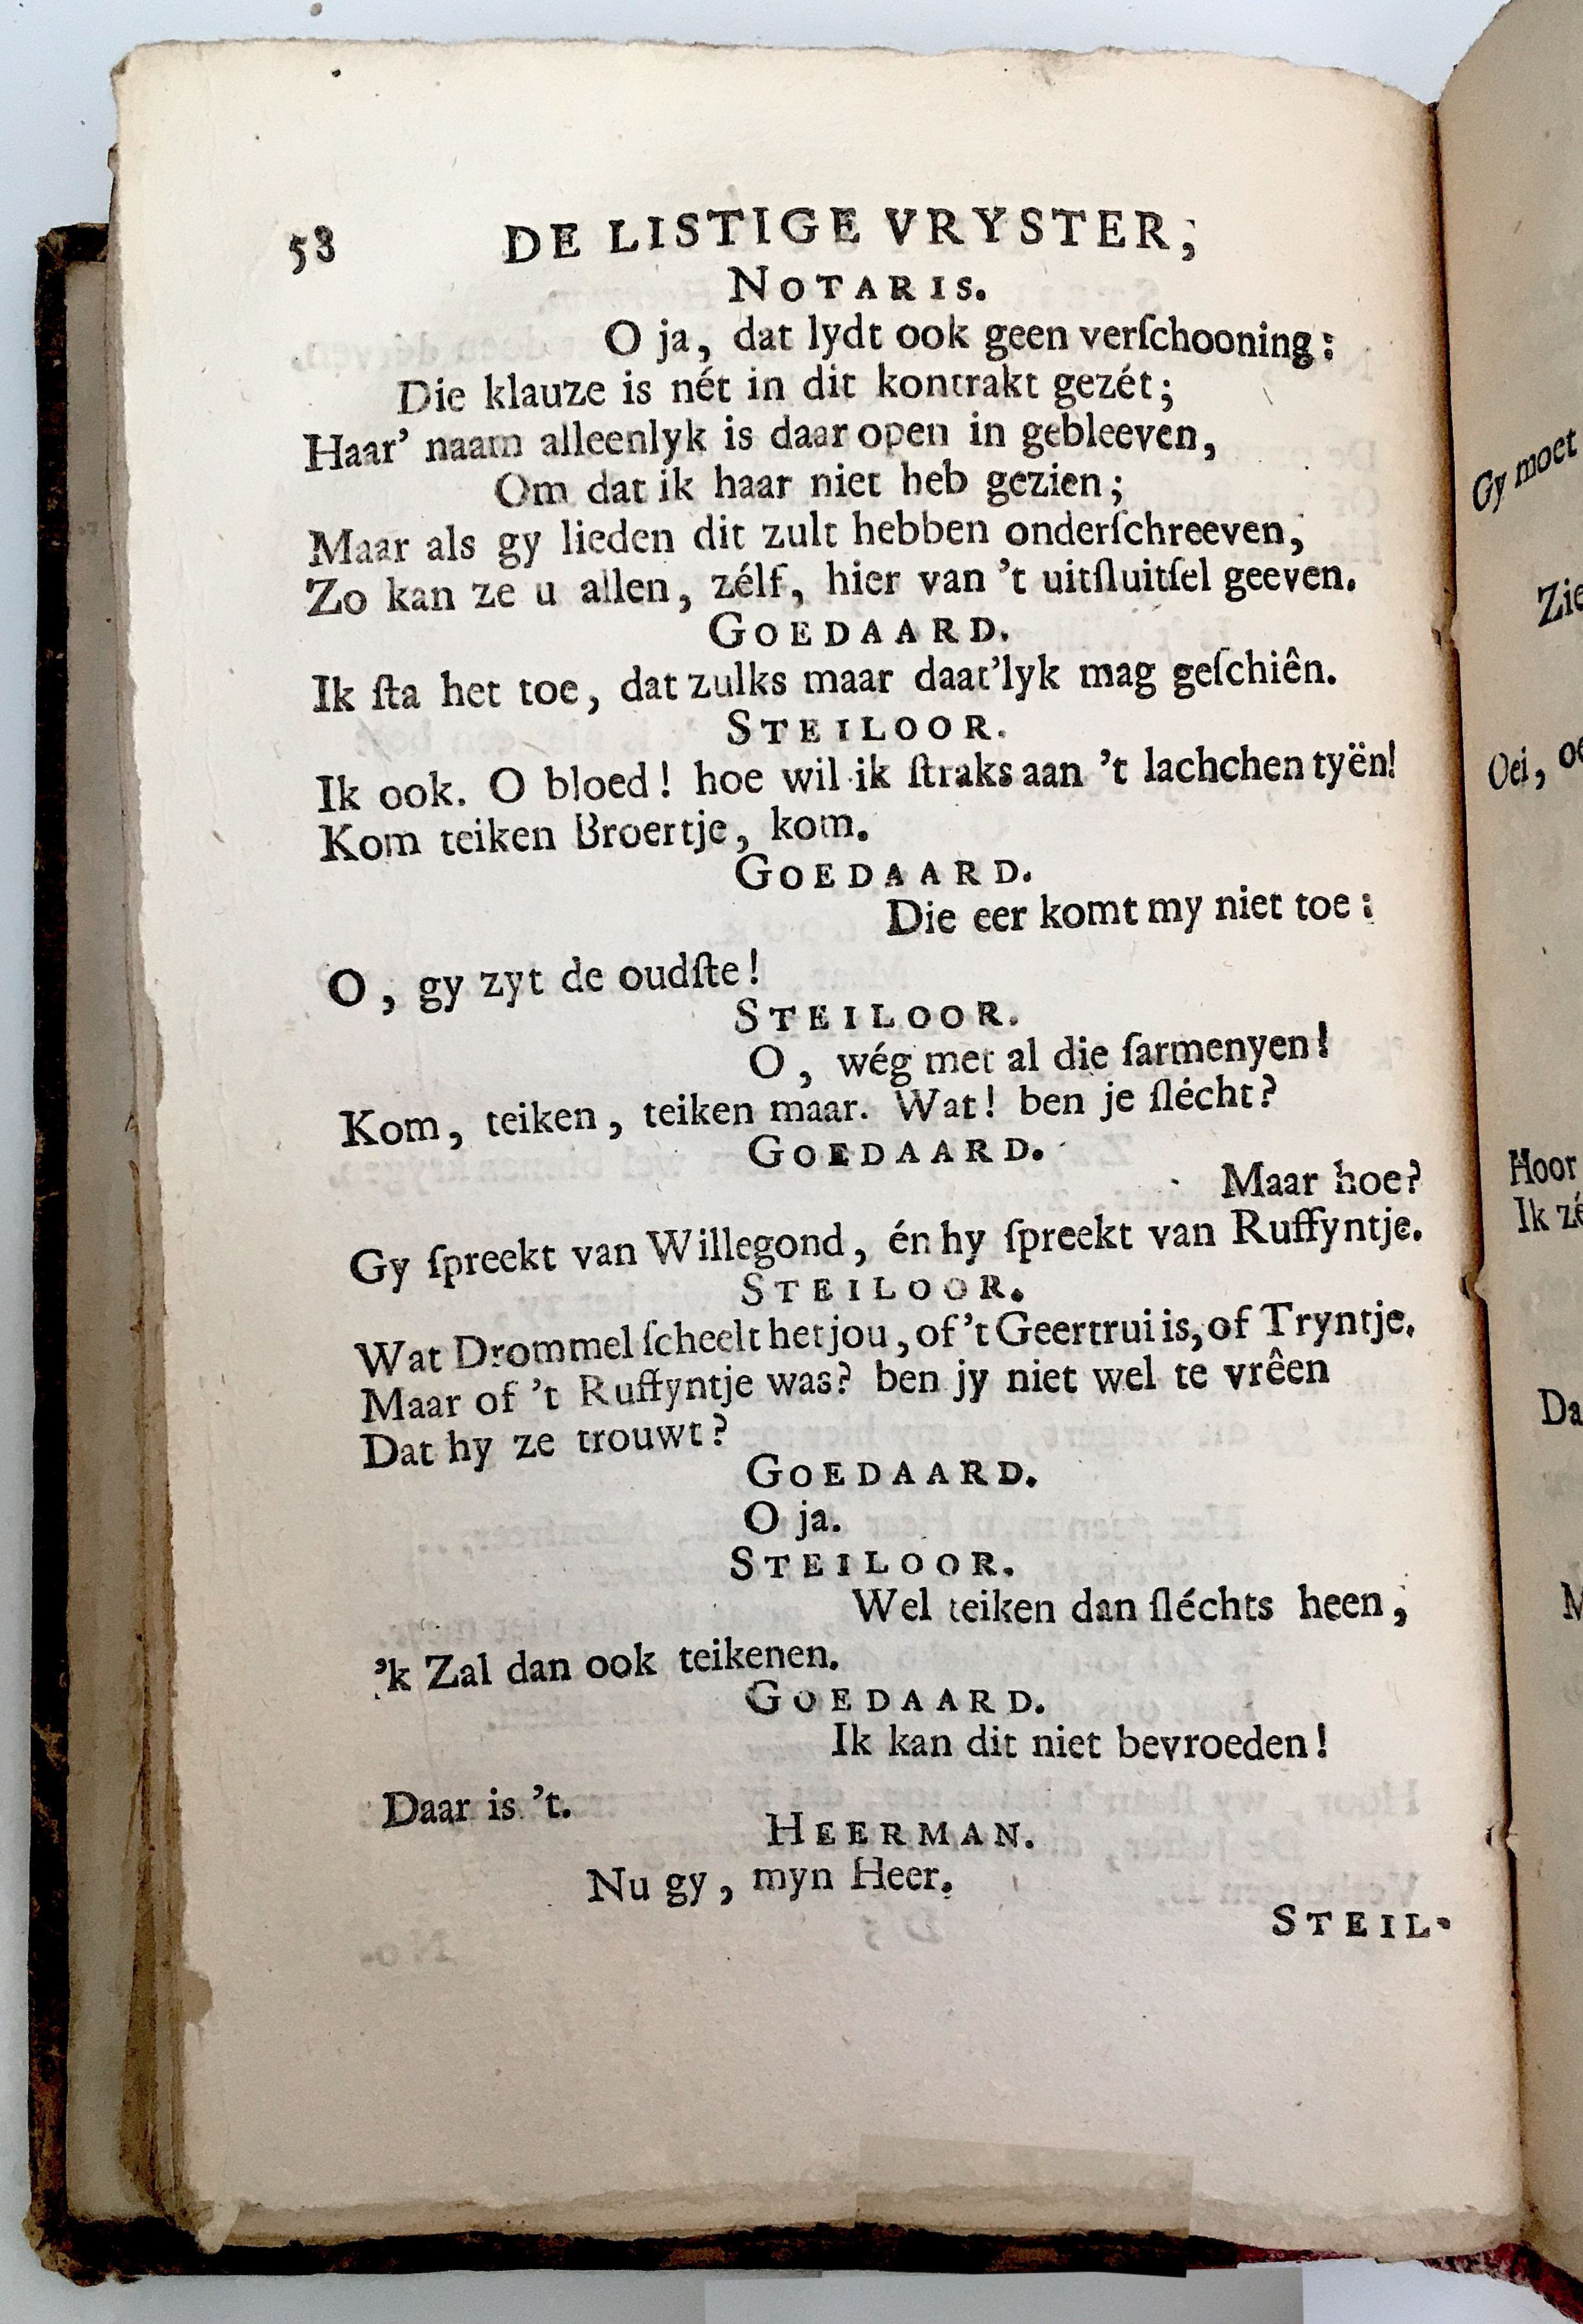 58 DE LISTIGE VRYSTER;
NOTARIS.
O ja, dat lydt ook geen verſchooning:
Die klauze is nét in dit kontrakt gezét;
Haar' naam alleenlyk is daar open in gebleeven,
Om dat ik haar niet heb gezien;
Maar als gy lieden dit zult hebben onderſchreeven,
Zo kan ze u allen, zélf, hier van 't uitſluitſel geeven.
GOEDAARD.
Ik ſta het toe, dat zulks maar daat'lyk mag geſchiên.
STEILOOR.
Ik ook. O bloed! hoe wil ik ſtraks aan 't lachchen tyën!
Kom teiken Broertje, kom.
GOEDAARD.
Die eer komt my niet toe:
O, gy zyt de oudſte!
STEILOOR.
O, wég met al die ſarmenyen!
Kom, teiken, teiken maar. Wat! ben je ſlécht?
GOEDAARD.
Maar hoe?
Gy ſpreekt van Willegond, én hy ſpreekt van Ruffyntje.
STEILOOR.
Wat Drommel ſcheelt het jou, of 't Geertrui is, of Tryntje.
Maar of 't Ruffyntje was? ben jy niet wel te vrêen
Dat hy ze trouwt?
GOEDAARD.
O ja.
STEILOOR.
Wel teiken dan ſléchts heen,
'k Zal dan ook teikenen.
GOEDAARD.
Ik kan dit niet bevroeden!
Daar is 't.
HEERMAN.
Nu gy, myn Heer.
STEIL-
Gy moet
Oei,
Hoor
Ik